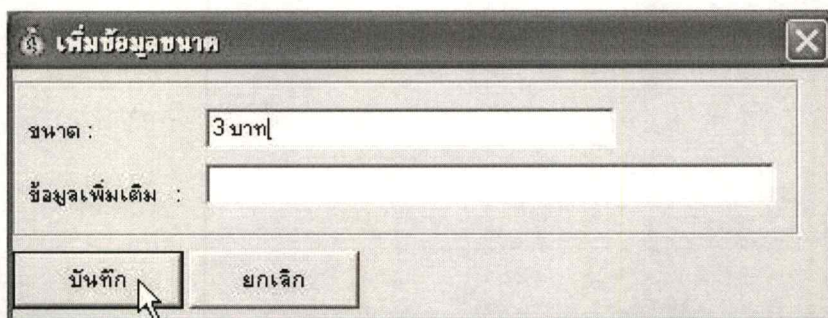 เพิ่มข้อมูลขนาด
ขนาด : 3 บาท
ข้อมูลเพิ่มเติม :
บันทึก ยกเลิก